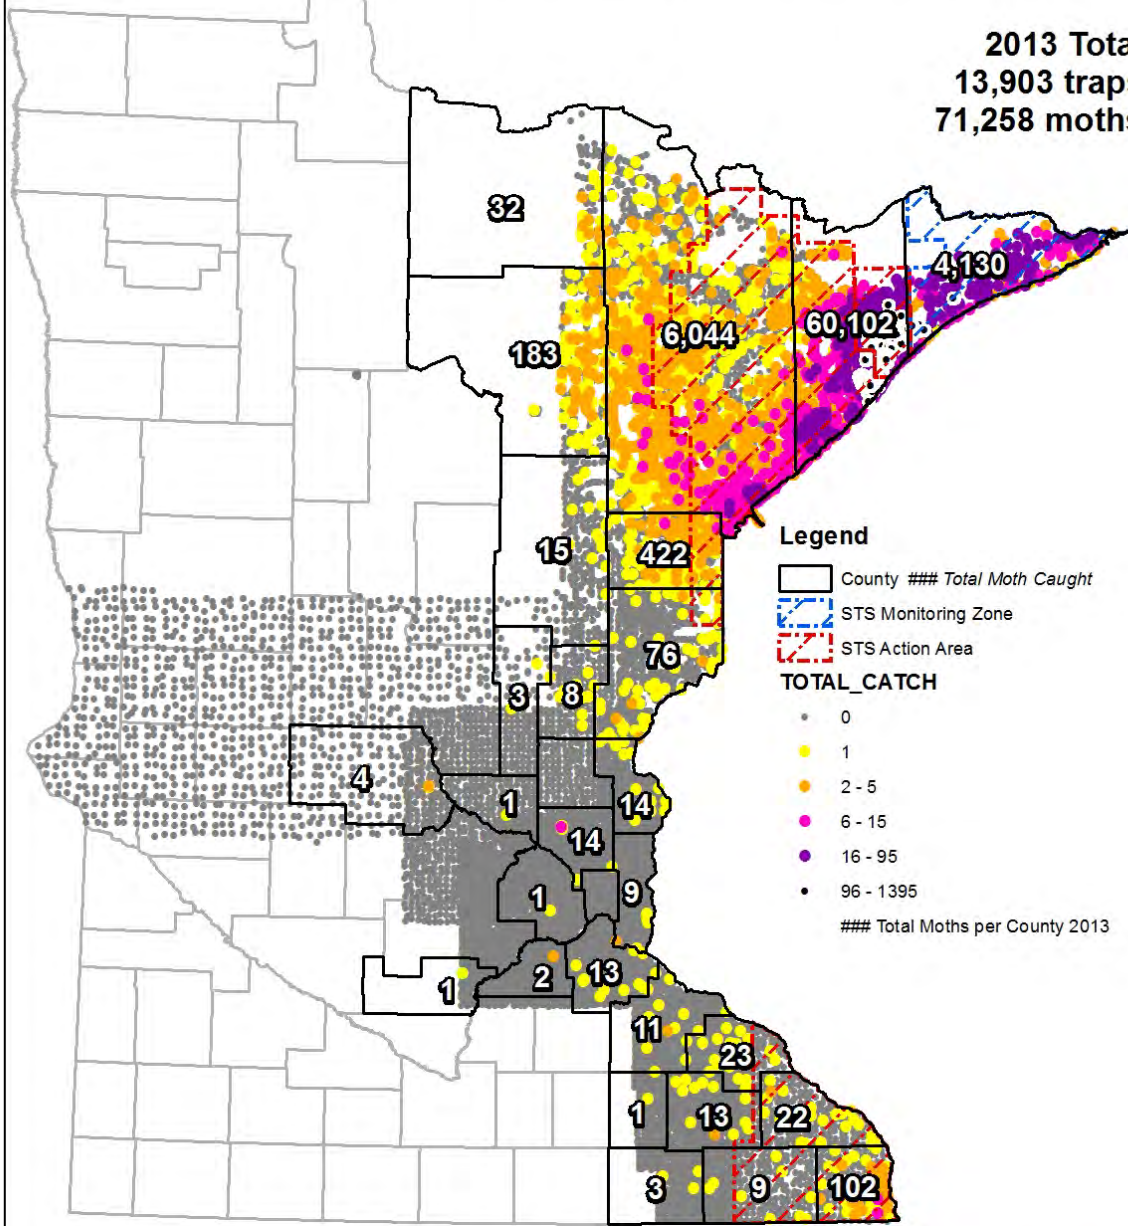 2013 Tota
13,903 traps
71,258 moths
32
4,130
6,044
60,102
183
15
422
76
3
8
4
1
14
14
1
9
1
2
13
11
23
1
13
22
3
9
102
Legend
County ### Total Moth Caught
STS Monitoring Zone
STS Action Area
TOTAL_CATCH
0
1
2 - 5
6 - 15
16 - 95
96 - 1395
### Total Moths per County 2013